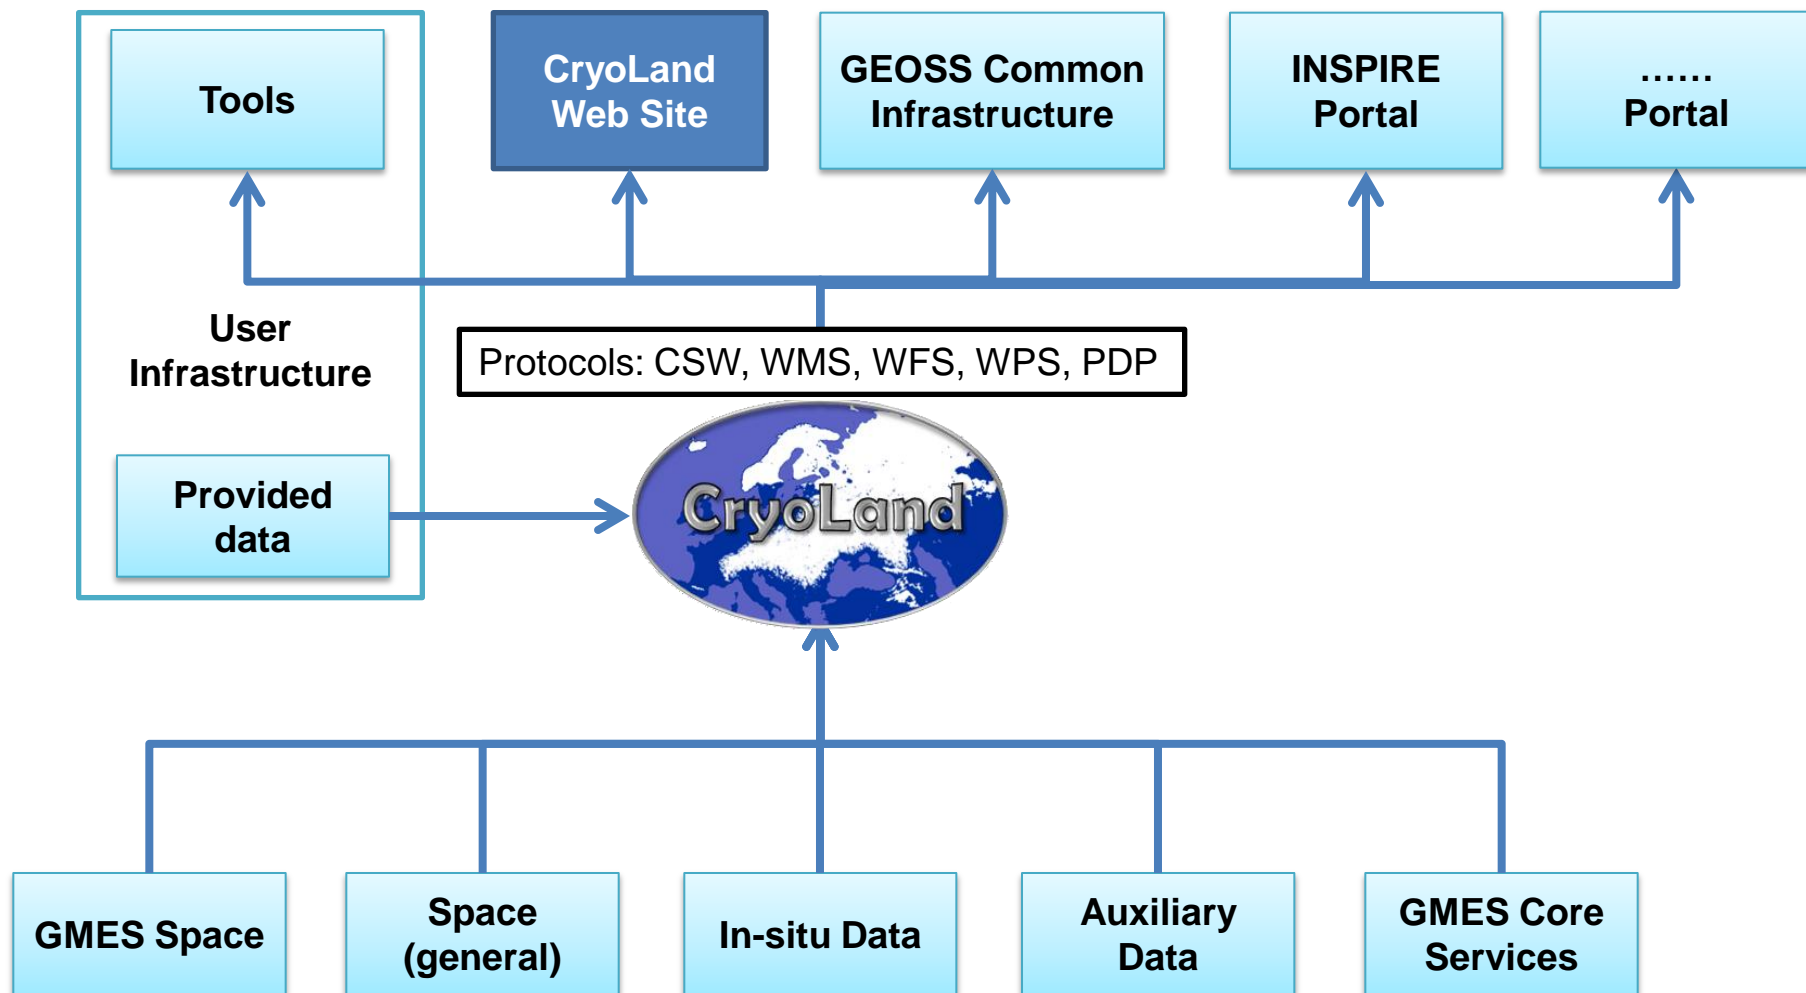 Tools
CryoLand
Web Site
GEOSS Common
Infrastructure
INSPIRE
Portal
......
Portal
User
Infrastructure
Protocols: CSW, WMS, WFS, WPS, PDP
Provided
data
CryoLand
GMES Space
Space
(general)
In-situ Data
Auxiliary
Data
GMES Core
Services